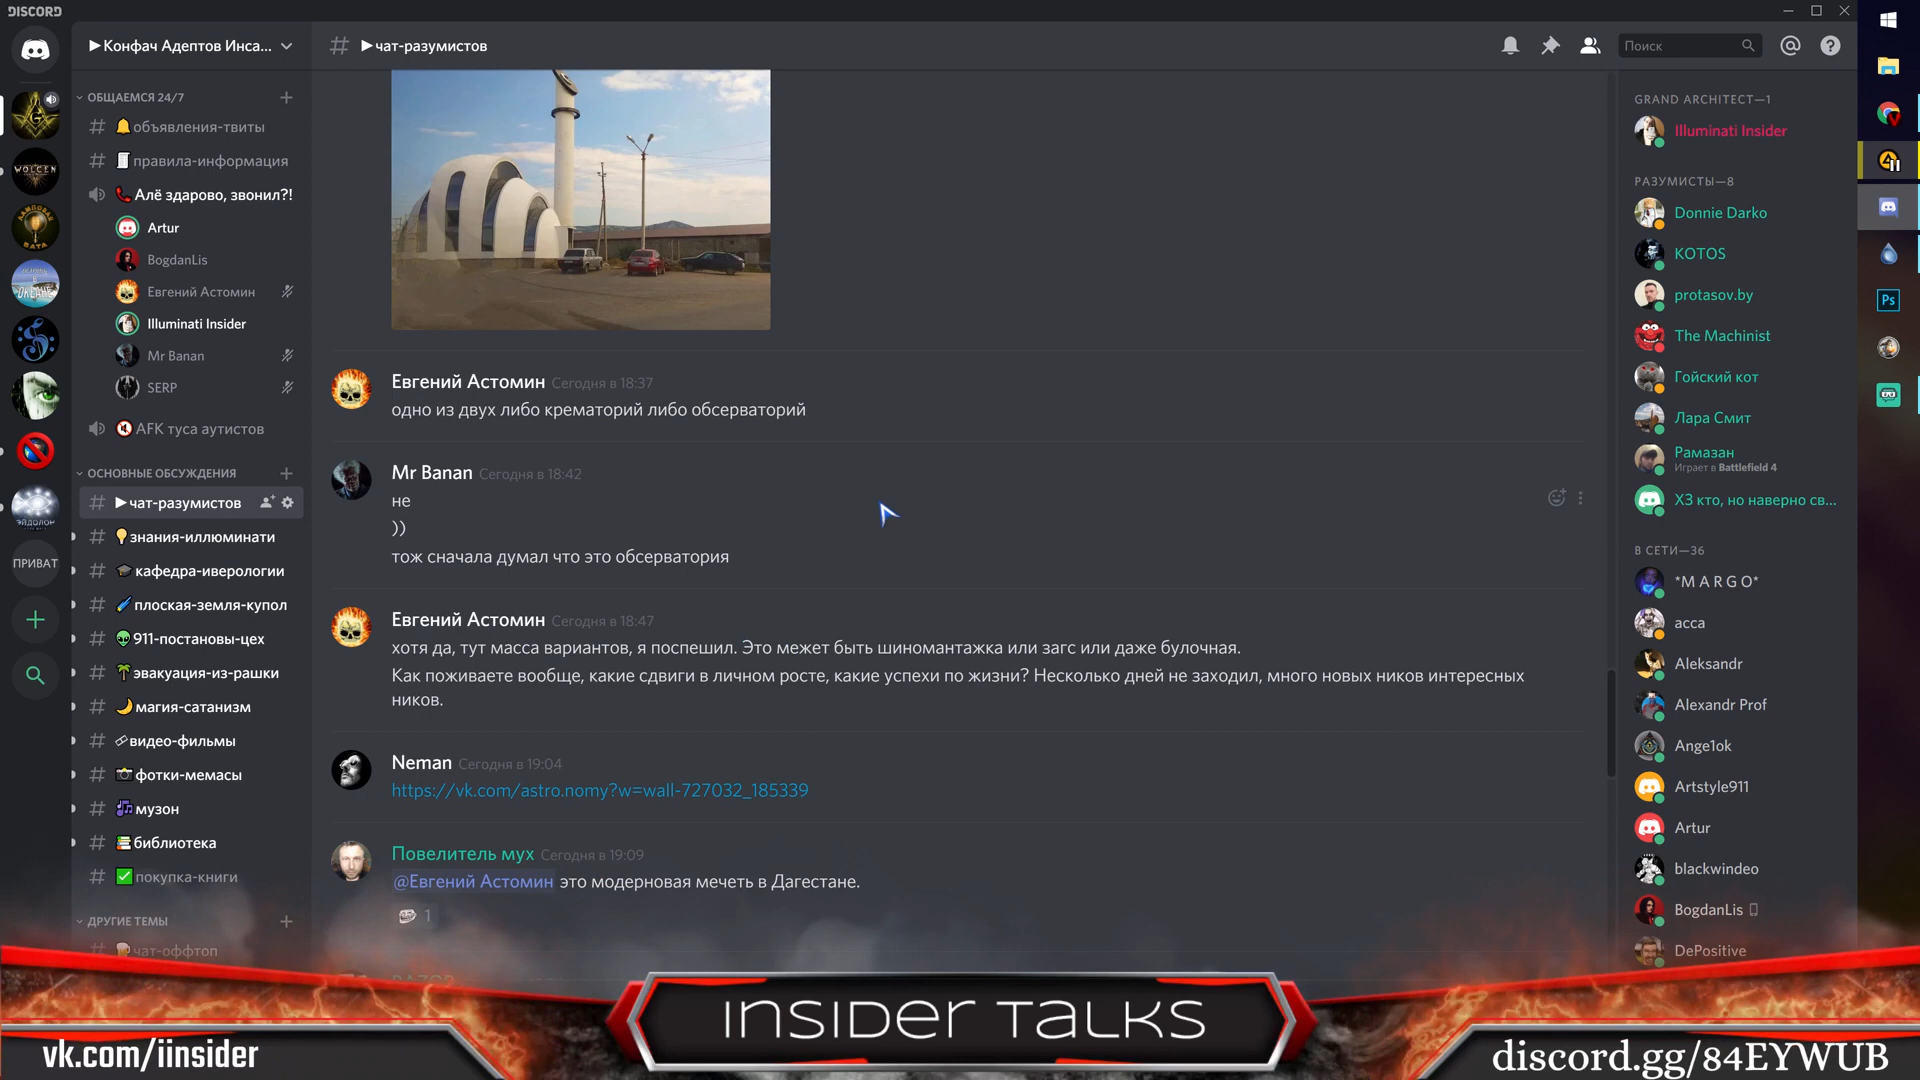 DISCORD
▶Конфач Адептов Инса...
▶чат-разумистов
Поиск
ОБЩАЕМСЯ 24/7
объявления-твиты
правила-информация
Алё здарово, звонил?!
Artur
BogdanLis
Евгений Астомин
Illuminati Insider
Mr Banan
SERP
AFK туса аутистов
ОСНОВНЫЕ ОБСУЖДЕНИЯ
▶чат-разумистов
знания-иллюминати
кафедра-иверологии
плоская-земля-купол
911-постановы-цех
эвакуация-из-рашки
магия-сатанизм
видео-фильмы
фотки-мемасы
музон
библиотека
покупка-книги
ДРУГИЕ ТЕМЫ
чат-оффтоп
WOLCEN
ЛАМПОВАЯ
ВАТА
ОКЕАНЕ
ЭЙДОЛОН
ПРИВАТ
Евгений Астомин Сегодня в 18:37
одно из двух либо крематорий либо обсерваторий
Mr Banan Сегодня в 18:42
не
))
тож сначала думал что это обсерватория
Евгений Астомин Сегодня в 18:47
хотя да, тут масса вариантов, я поспешил. Это межет быть шиномантажка или загс или даже булочная.
Как поживаете вообще, какие сдвиги в личном росте, какие успехи по жизни? Несколько дней не заходил, много новых ников интересных
ников.
Neman Сегодня в 19:04
https://vk.com/astro.nomy?w=wall-727032_185339
Повелитель мух Сегодня в 19:09
@Евгений Астомин это модерновая мечеть в Дагестане.
1
RAZOR
GRAND ARCHITECT—1
Illuminati Insider
РАЗУМИСТЫ—8
Donnie Darko
KOTOS
protasov.by
The Machinist
Гойский кот
Лара Смит
Рамазан
Играет в Battlefield 4
ХЗ кто, но наверно св...
В СЕТИ—36
*M A R G O*
acca
Aleksandr
Alexandr Prof
Ange1ok
Artstyle911
Artur
blackwindeo
BogdanLis
DePositive
Ps
INSIDER TALKS
vk.com/iinsider
discord.gg/84EYWUB